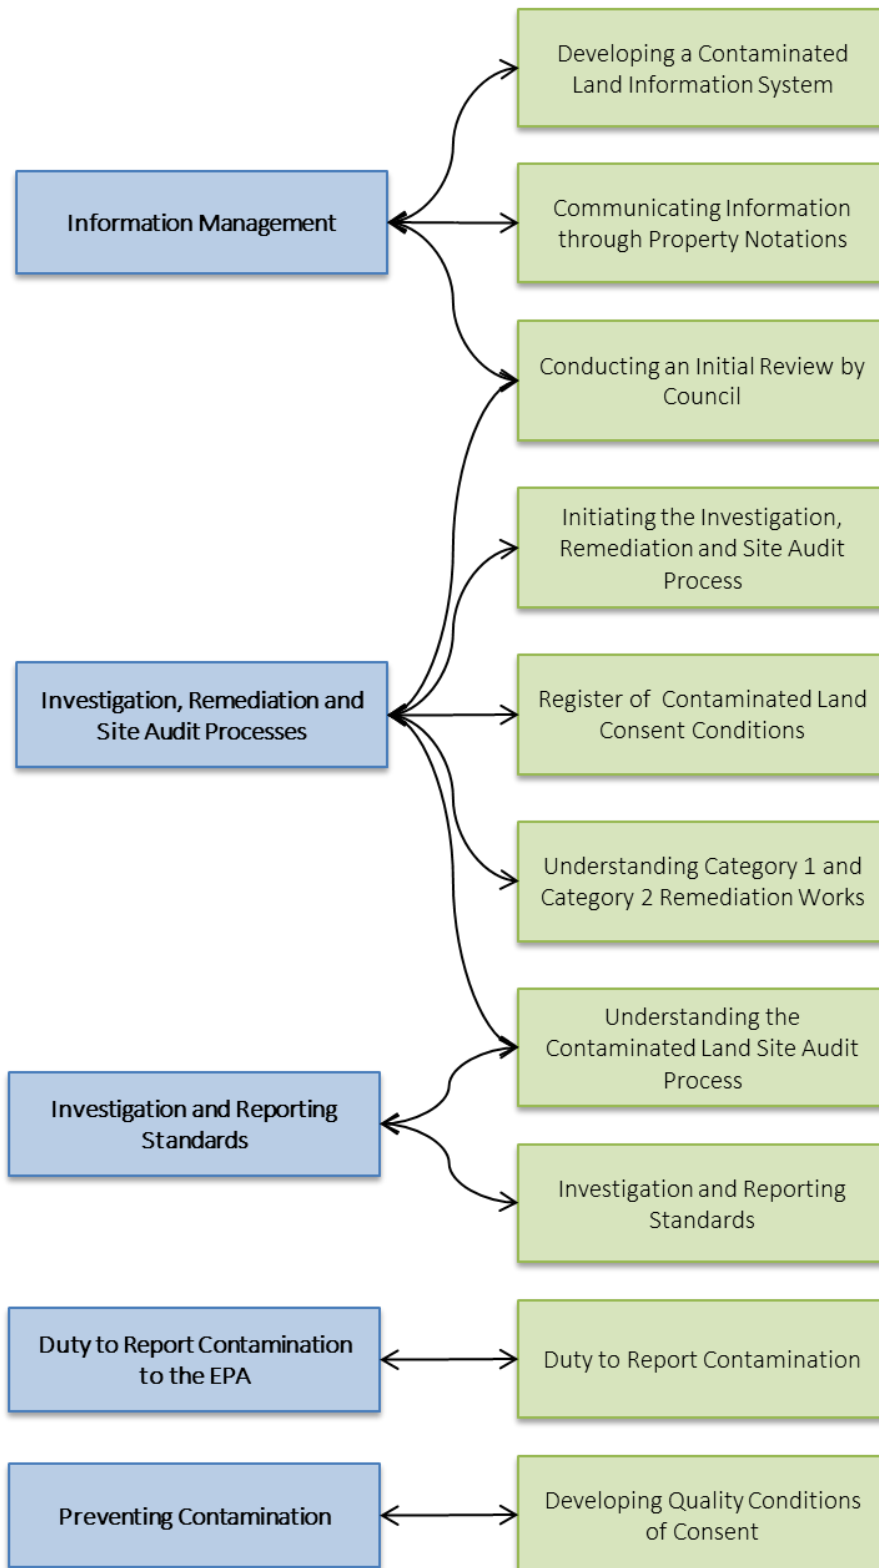 Developing a Contaminated
Land Information System
Information Management
Communicating Information
through Property Notations
Conducting an Initial Review by
Council
Initiating the Investigation,
Remediation and Site Audit
Process
Investigation, Remediation and
Site Audit Processes
Register of Contaminated Land
Consent Conditions
Understanding Category 1 and
Category 2 Remediation Works
Understanding the
Contaminated Land Site Audit
Process
Investigation and Reporting
Standards
Investigation and Reporting
Standards
Duty to Report Contamination
to the EPA
Duty to Report Contamination
Preventing Contamination
Developing Quality Conditions
of Consent